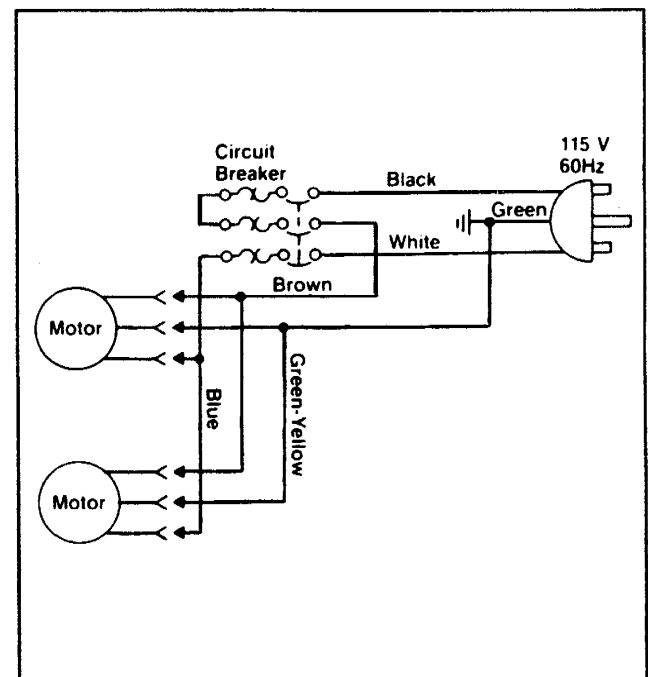 Circuit
Breaker
115 V
60Hz
Black
Green
White
Brown
Motor
Blue
Green-Yellow
Motor